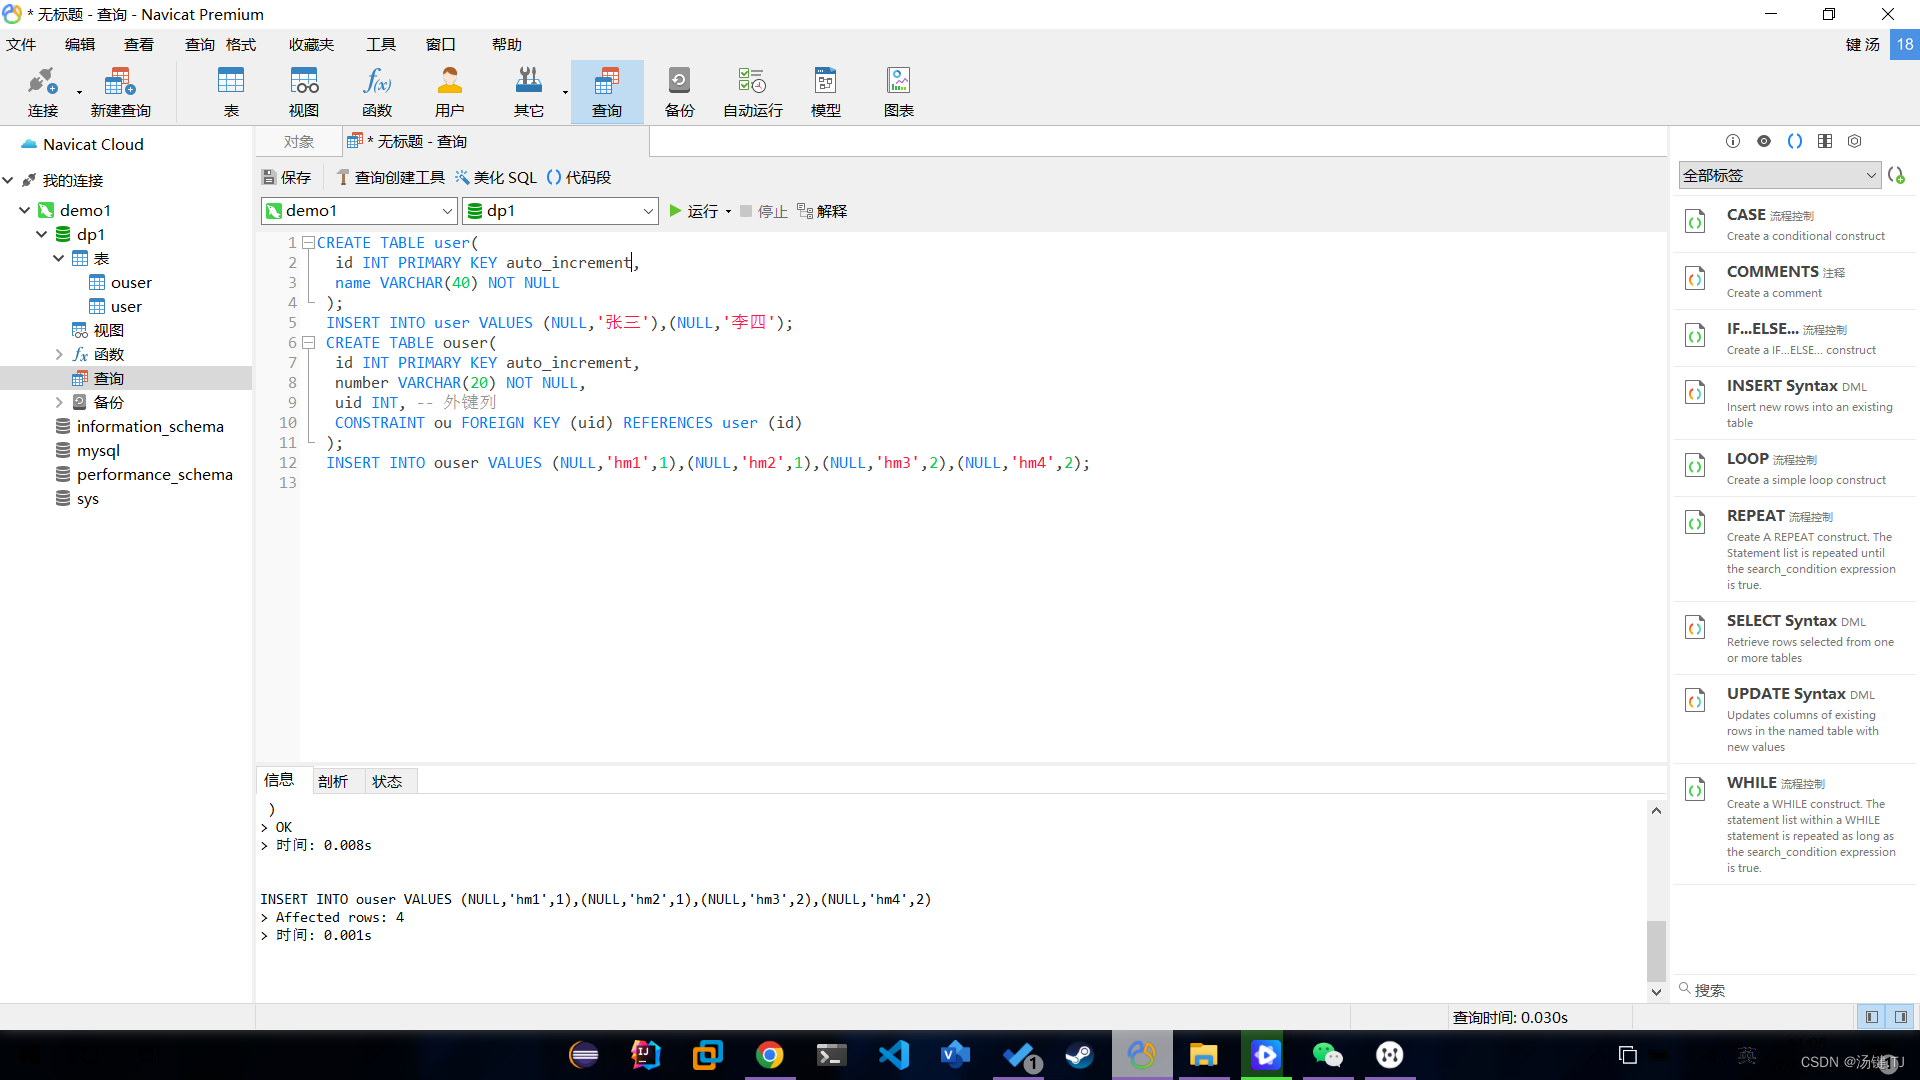 * 无标题 - 查询 - Navicat Premium
文件 编辑 查看 查询 格式 收藏夹 工具 窗口 帮助 键 汤 18
连接 新建查询 表 视图 函数 用户 其它 查询 备份 自动运行 模型 图表
Navicat Cloud
我的连接
demo1
dp1
表
ouser
user
视图
函数
查询
备份
information_schema
mysql
performance_schema
sys
对象 * 无标题 - 查询
保存 查询创建工具 美化 SQL 代码段
demo1 dp1 运行 停止 解释
1 CREATE TABLE user(
2 id INT PRIMARY KEY auto_increment,
3 name VARCHAR(40) NOT NULL
4 );
5 INSERT INTO user VALUES (NULL,'张三'),(NULL,'李四');
6 CREATE TABLE ouser(
7 id INT PRIMARY KEY auto_increment,
8 number VARCHAR(20) NOT NULL,
9 uid INT, -- 外键列
10 CONSTRAINT ou FOREIGN KEY (uid) REFERENCES user (id)
11 );
12 INSERT INTO ouser VALUES (NULL,'hm1',1),(NULL,'hm2',1),(NULL,'hm3',2),(NULL,'hm4',2);
13
信息 剖析 状态
)
> OK
> 时间: 0.008s
INSERT INTO ouser VALUES (NULL,'hm1',1),(NULL,'hm2',1),(NULL,'hm3',2),(NULL,'hm4',2)
> Affected rows: 4
> 时间: 0.001s
全部标签
CASE 流程控制
Create a conditional construct
COMMENTS 注释
Create a comment
IF...ELSE... 流程控制
Create a IF...ELSE... construct
INSERT Syntax DML
Insert new rows into an existing
table
LOOP 流程控制
Create a simple loop construct
REPEAT 流程控制
Create A REPEAT construct. The
Statement list is repeated until
the search_condition expression
is true.
SELECT Syntax DML
Retrieve rows selected from one
or more tables
UPDATE Syntax DML
Updates columns of existing
rows in the named table with
new values
WHILE 流程控制
Create a WHILE construct. The
statement list within a WHILE
statement is repeated as long as
the search_condition expression
is true.
搜索
查询时间: 0.030s
英
CSDN @汤键.TJ